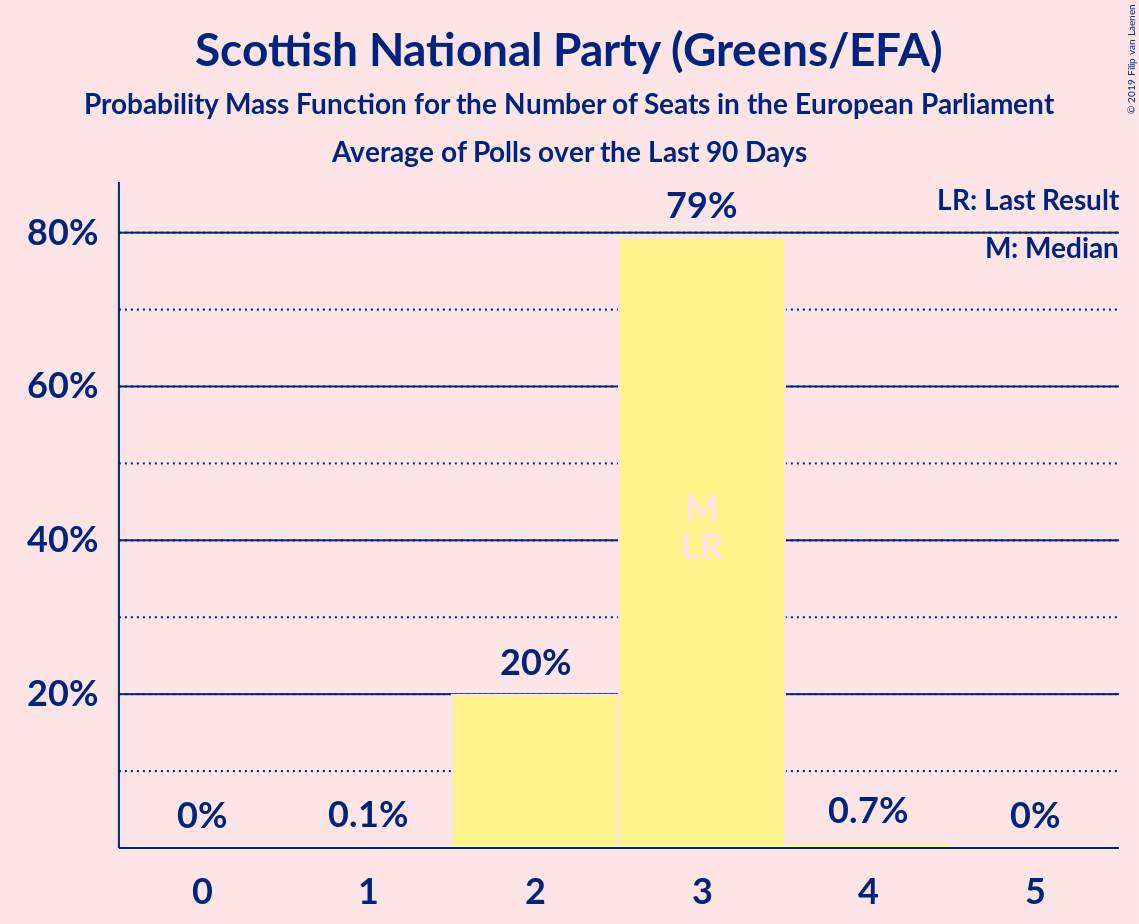 Scottish National Party (Greens/EFA)
Probability Mass Function for the Number of Seats in the European Parliament
Average of Polls over the Last 90 Days
© 2019 Filip van Laenen
LR: Last Result
M: Median
80%
60%
40%
20%
0%
0.1%
20%
79%
M
LR
0.7%
0%
0
1
2
3
4
5